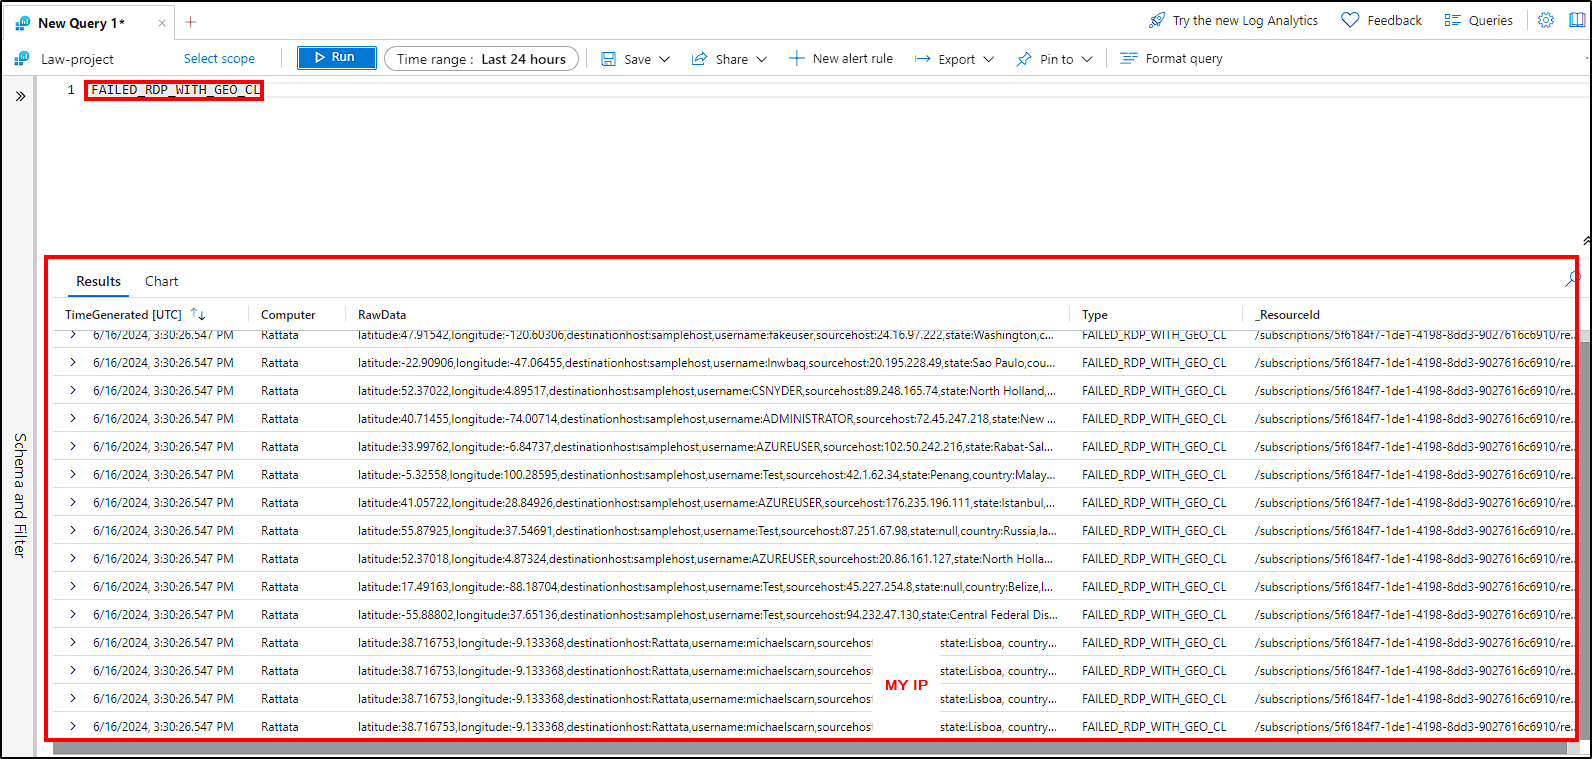 New Query 1*
Try the new Log Analytics Feedback Queries
Law-project Select scope Run Time range : Last 24 hours Save Share New alert rule Export Pin to Format query
1 FAILED_RDP_WITH_GEO_CL
Schema and Filter
Results Chart
TimeGenerated [UTC] Computer RawData Type _ResourceId
6/16/2024, 3:30:26.547 PM Rattata latitude:47.91542,longitude:-120.60306,destinationhost:samplehost,username:fakeuser,sourcehost:24.16.97.222,state:Washington,c... FAILED_RDP_WITH_GEO_CL /subscriptions/5f6184f7-1de1-4198-8dd3-9027616c6910/re...
6/16/2024, 3:30:26.547 PM Rattata latitude:-22.90906,longitude:-47.06455,destinationhost:samplehost,username:lnwbaq,sourcehost:20.195.228.49,state:Sao Paulo,cou... FAILED_RDP_WITH_GEO_CL /subscriptions/5f6184f7-1de1-4198-8dd3-9027616c6910/re...
6/16/2024, 3:30:26.547 PM Rattata latitude:52.37022,longitude:4.89517,destinationhost:samplehost,username:CSNYDER,sourcehost:89.248.165.74,state:North Holland,... FAILED_RDP_WITH_GEO_CL /subscriptions/5f6184f7-1de1-4198-8dd3-9027616c6910/re...
6/16/2024, 3:30:26.547 PM Rattata latitude:40.71455,longitude:-74.00714,destinationhost:samplehost,username:ADMINISTRATOR,sourcehost:72.45.247.218,state:New ... FAILED_RDP_WITH_GEO_CL /subscriptions/5f6184f7-1de1-4198-8dd3-9027616c6910/re...
6/16/2024, 3:30:26.547 PM Rattata latitude:33.99762,longitude:-6.84737,destinationhost:samplehost,username:AZUREUSER,sourcehost:102.50.242.216,state:Rabat-Sal... FAILED_RDP_WITH_GEO_CL /subscriptions/5f6184f7-1de1-4198-8dd3-9027616c6910/re...
6/16/2024, 3:30:26.547 PM Rattata latitude:-5.32558,longitude:100.28595,destinationhost:samplehost,username:Test,sourcehost:42.1.62.34,state:Penang,country:Malay... FAILED_RDP_WITH_GEO_CL /subscriptions/5f6184f7-1de1-4198-8dd3-9027616c6910/re...
6/16/2024, 3:30:26.547 PM Rattata latitude:41.05722,longitude:28.84926,destinationhost:samplehost,username:AZUREUSER,sourcehost:176.235.196.111,state:Istanbul,... FAILED_RDP_WITH_GEO_CL /subscriptions/5f6184f7-1de1-4198-8dd3-9027616c6910/re...
6/16/2024, 3:30:26.547 PM Rattata latitude:55.87925,longitude:37.54691,destinationhost:samplehost,username:Test,sourcehost:87.251.67.98,state:null,country:Russia,la... FAILED_RDP_WITH_GEO_CL /subscriptions/5f6184f7-1de1-4198-8dd3-9027616c6910/re...
6/16/2024, 3:30:26.547 PM Rattata latitude:52.37018,longitude:4.87324,destinationhost:samplehost,username:AZUREUSER,sourcehost:20.86.161.127,state:North Holla... FAILED_RDP_WITH_GEO_CL /subscriptions/5f6184f7-1de1-4198-8dd3-9027616c6910/re...
6/16/2024, 3:30:26.547 PM Rattata latitude:17.49163,longitude:-88.18704,destinationhost:samplehost,username:Test,sourcehost:45.227.254.8,state:null,country:Belize,l... FAILED_RDP_WITH_GEO_CL /subscriptions/5f6184f7-1de1-4198-8dd3-9027616c6910/re...
6/16/2024, 3:30:26.547 PM Rattata latitude:-55.88802,longitude:37.65136,destinationhost:samplehost,username:Test,sourcehost:94.232.47.130,state:Central Federal Dis... FAILED_RDP_WITH_GEO_CL /subscriptions/5f6184f7-1de1-4198-8dd3-9027616c6910/re...
6/16/2024, 3:30:26.547 PM Rattata latitude:38.716753,longitude:-9.133368,destinationhost:Rattata,username:michaelscarn,sourcehost state:Lisboa, country... FAILED_RDP_WITH_GEO_CL /subscriptions/5f6184f7-1de1-4198-8dd3-9027616c6910/re...
6/16/2024, 3:30:26.547 PM Rattata latitude:38.716753,longitude:-9.133368,destinationhost:Rattata,username:michaelscarn,sourcehost state:Lisboa, country... FAILED_RDP_WITH_GEO_CL /subscriptions/5f6184f7-1de1-4198-8dd3-9027616c6910/re...
MY IP
6/16/2024, 3:30:26.547 PM Rattata latitude:38.716753,longitude:-9.133368,destinationhost:Rattata,username:michaelscarn,sourcehost state:Lisboa, country... FAILED_RDP_WITH_GEO_CL /subscriptions/5f6184f7-1de1-4198-8dd3-9027616c6910/re...
6/16/2024, 3:30:26.547 PM Rattata latitude:38.716753,longitude:-9.133368,destinationhost:Rattata,username:michaelscarn,sourcehost state:Lisboa, country... FAILED_RDP_WITH_GEO_CL /subscriptions/5f6184f7-1de1-4198-8dd3-9027616c6910/re...